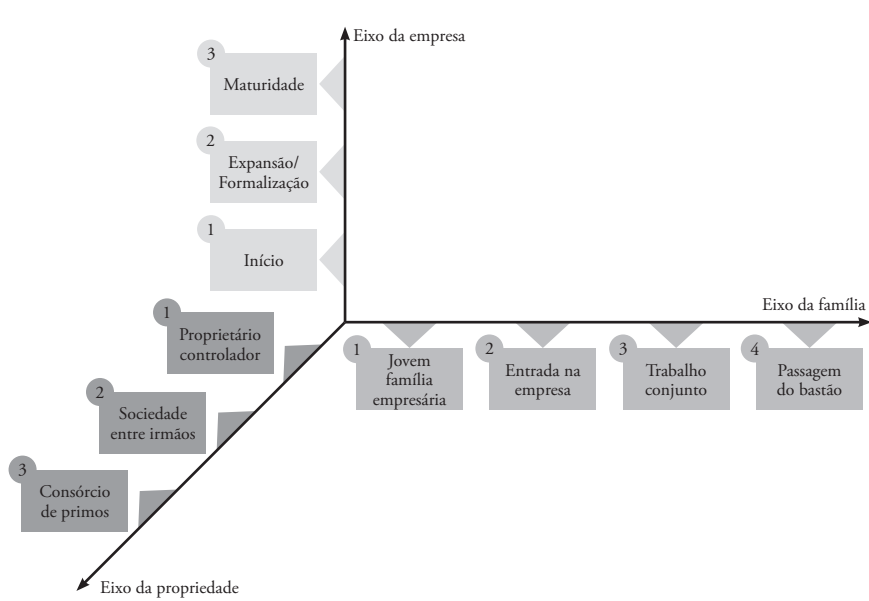 Eixo da empresa
3
Maturidade
2
Expansão/
Formalização
1
Início
Eixo da família
1
Proprietário
controlador
1
Jovem
família
empresária
2
Entrada na
empresa
3
Trabalho
conjunto
4
Passagem
do bastão
2
Sociedade
entre irmãos
3
Consórcio
de primos
Eixo da propriedade